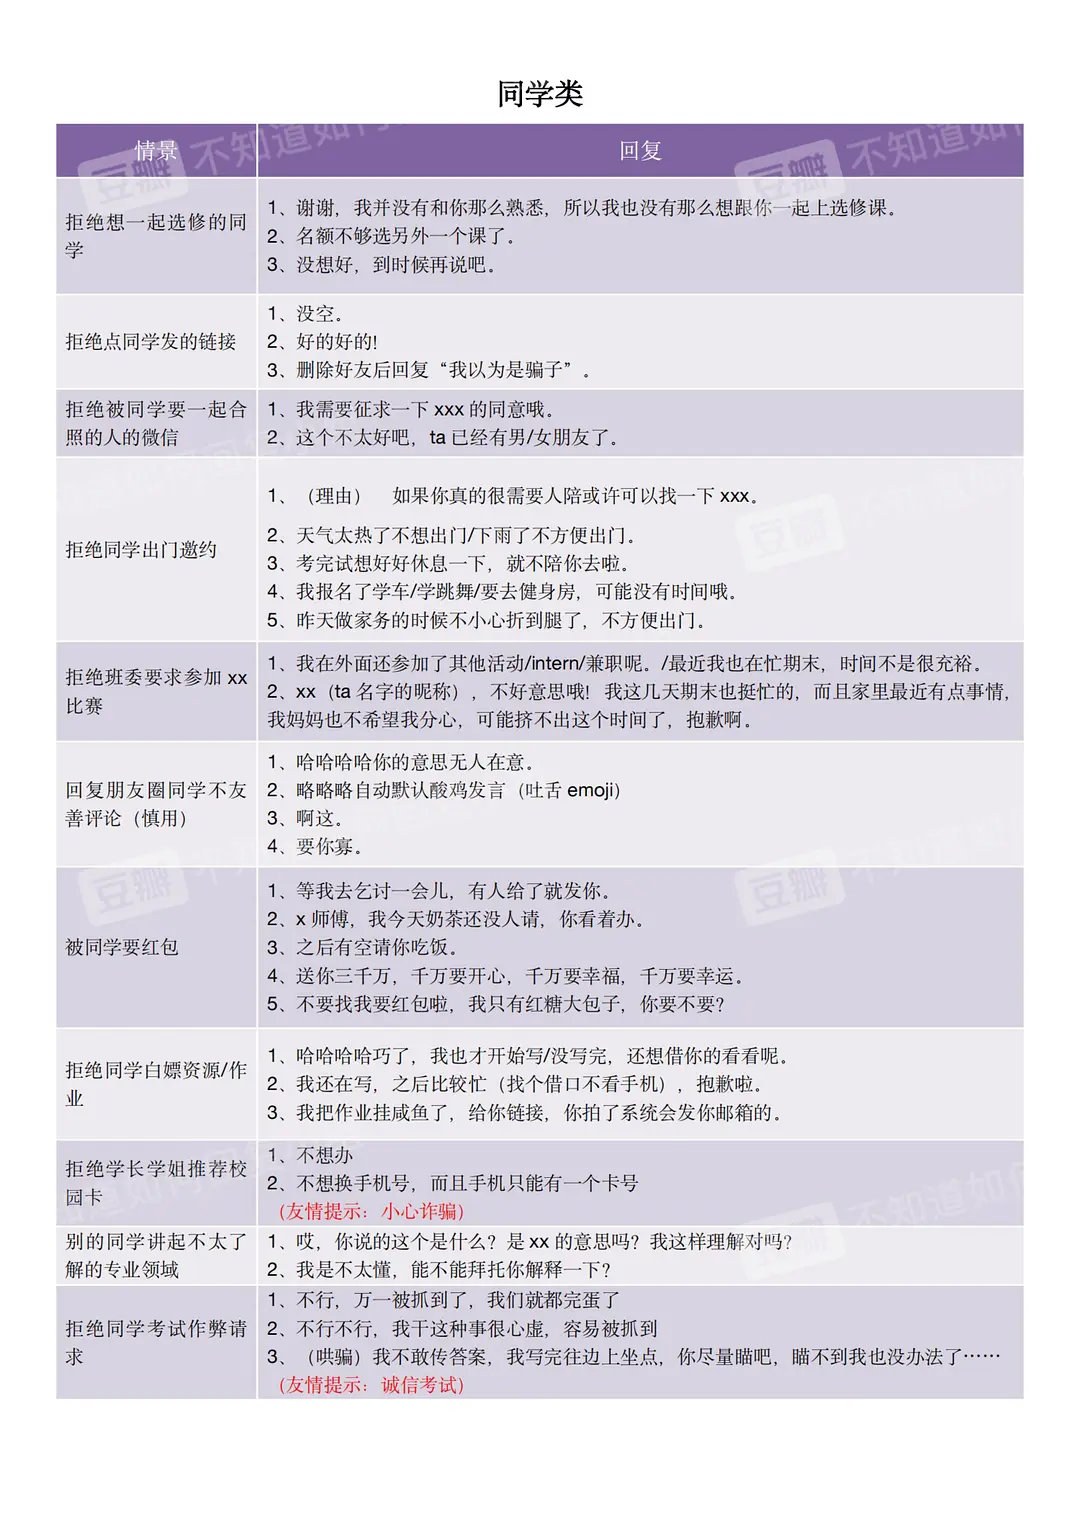 同学类
情景
回复
拒绝想一起选修的同
学
1、谢谢，我并没有和你那么熟悉，所以我也没有那么想跟你一起上选修课。
2、名额不够选另外一个课了。
3、没想好，到时候再说吧。
拒绝点同学发的链接
1、没空。
2、好的好的!
3、删除好友后回复“我以为是骗子”。
拒绝被同学要一起合
照的人的微信
1、我需要征求一下 xxx 的同意哦。
2、这个不太好吧，ta 已经有男/女朋友了。
拒绝同学出门邀约
1、（理由） 如果你真的很需要人陪或许可以找一下 xxx。
2、天气太热了不想出门/下雨了不方便出门。
3、考完试想好好休息一下，就不陪你去啦。
4、我报名了学车/学跳舞/要去健身房，可能没有时间哦。
5、昨天做家务的时候不小心折到腿了，不方便出门。
拒绝班委要求参加 xx
比赛
1、我在外面还参加了其他活动/intern/兼职呢。/最近我也在忙期末，时间不是很充裕。
2、xx（ta 名字的昵称），不好意思哦！我这几天期末也挺忙的，而且家里最近有点事情，
我妈妈也不希望我分心，可能挤不出这个时间了，抱歉啊。
回复朋友圈同学不友
善评论（慎用）
1、哈哈哈哈你的意思无人在意。
2、略略略自动默认酸鸡发言（吐舌 emoji）
3、啊这。
4、要你寡。
被同学要红包
1、等我去乞讨一会儿，有人给了就发你。
2、x 师傅，我今天奶茶还没人请，你看着办。
3、之后有空请你吃饭。
4、送你三千万，千万要开心，千万要幸福，千万要幸运。
5、不要找我要红包啦，我只有红糖大包子，你要不要?
拒绝同学白嫖资源/作
业
1、哈哈哈哈巧了，我也才开始写/没写完，还想借你的看看呢。
2、我还在写，之后比较忙（找个借口不看手机），抱歉啦。
3、我把作业挂咸鱼了，给你链接，你拍了系统会发你邮箱的。
拒绝学长学姐推荐校
园卡
1、不想办
2、不想换手机号，而且手机只能有一个卡号
（友情提示：小心诈骗）
别的同学讲起不太了
解的专业领域
1、哎，你说的这个是什么？是 xx 的意思吗？我这样理解对吗?
2、我是不太懂，能不能拜托你解释一下?
拒绝同学考试作弊请
求
1、不行，万一被抓到了，我们就都完蛋了
2、不行不行，我干这种事很心虚，容易被抓到
3、（哄骗）我不敢传答案，我写完往边上坐点，你尽量瞄吧，瞄不到我也没办法了……
（友情提示：诚信考试）